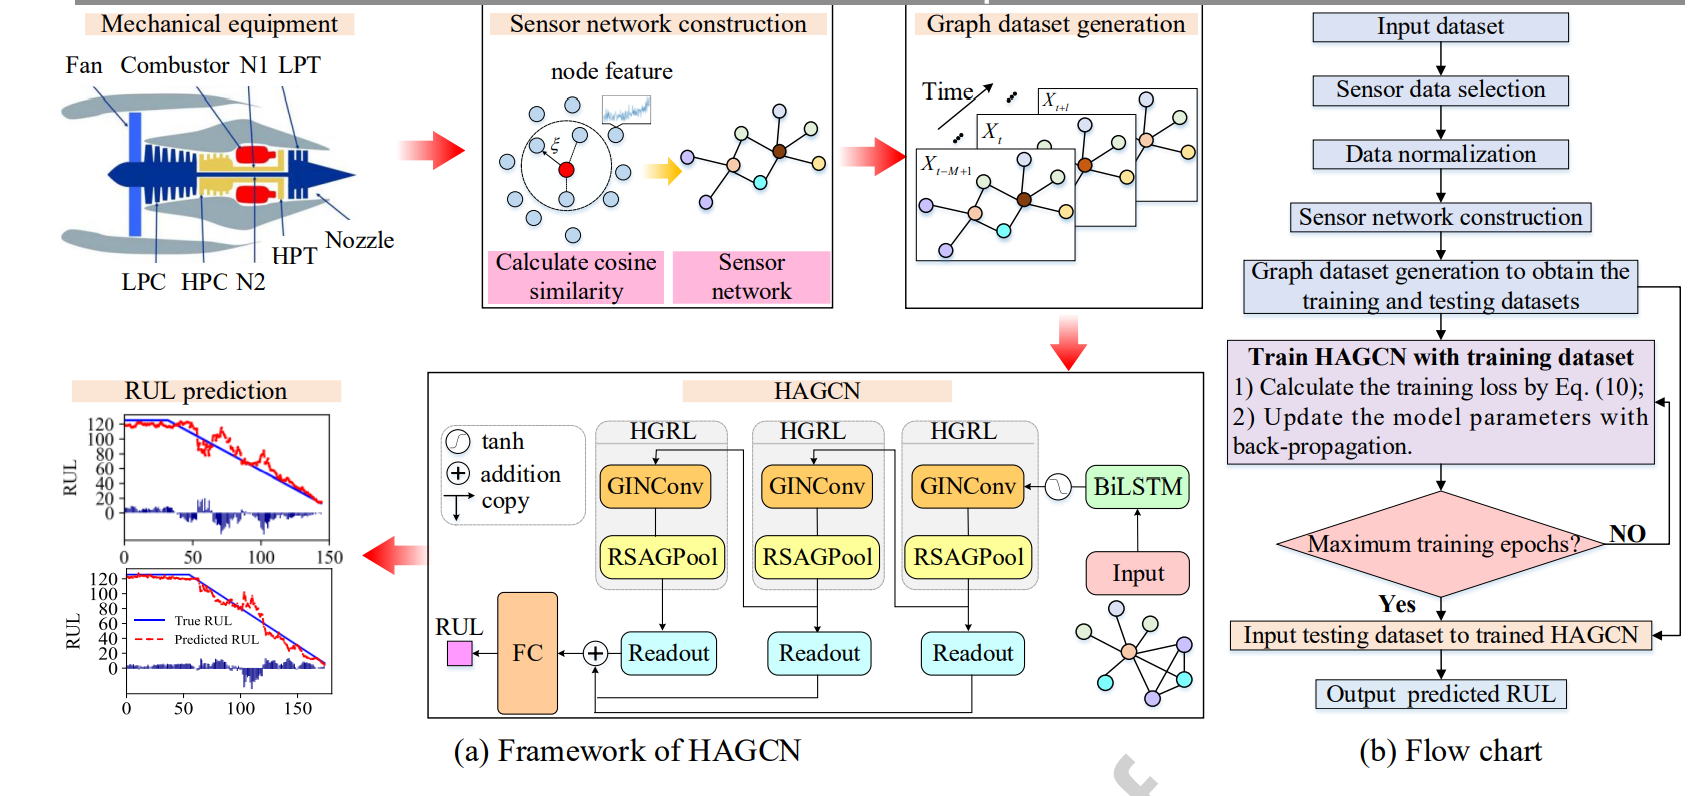 Mechanical equipment
Fan Combustor N1 LPT
LPC HPC N2 HPT Nozzle
Sensor network construction
node feature
ξ
Calculate cosine
similarity
Sensor
network
Graph dataset generation
Time
X_{t+l}
X_t
X_{t-M+1}
RUL prediction
RUL
120
100
80
60
40
20
0
0 50 100 150
RUL
120
100
80
60
40
20
0
True RUL
Predicted RUL
0 50 100 150
HAGCN
tanh
addition
copy
HGRL HGRL HGRL
GINConv GINConv GINConv BiLSTM
RSAGPool RSAGPool RSAGPool Input
RUL FC Readout Readout Readout
(a) Framework of HAGCN
Input dataset
Sensor data selection
Data normalization
Sensor network construction
Graph dataset generation to obtain the
training and testing datasets
Train HAGCN with training dataset
1) Calculate the training loss by Eq. (10);
2) Update the model parameters with
back-propagation.
Maximum training epochs? NO
Yes
Input testing dataset to trained HAGCN
Output predicted RUL
(b) Flow chart
f